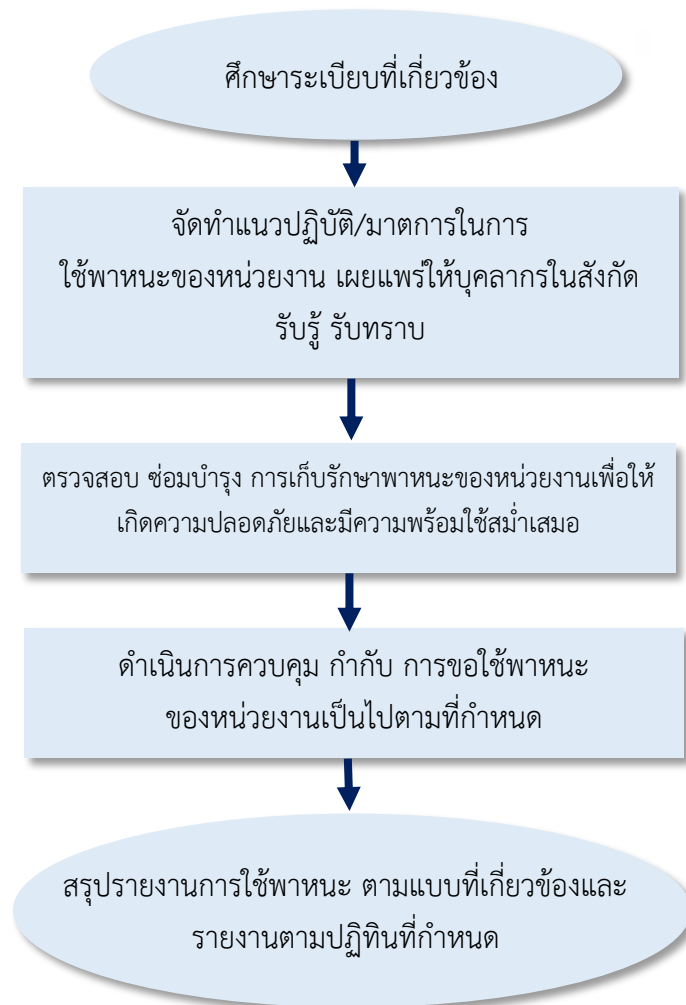 ศึกษาระเบียบที่เกี่ยวข้อง
จัดทำแนวปฏิบัติ/มาตการในการ
ใช้พาหนะของหน่วยงาน เผยแพร่ให้บุคลากรในสังกัด
รับรู้ รับทราบ
ตรวจสอบ ซ่อมบำรุง การเก็บรักษาพาหนะของหน่วยงานเพื่อให้
เกิดความปลอดภัยและมีความพร้อมใช้สม่ำเสมอ
ดำเนินการควบคุม กำกับ การขอใช้พาหนะ
ของหน่วยงานเป็นไปตามที่กำหนด
สรุปรายงานการใช้พาหนะ ตามแบบที่เกี่ยวข้องและ
รายงานตามปฏิทินที่กำหนด